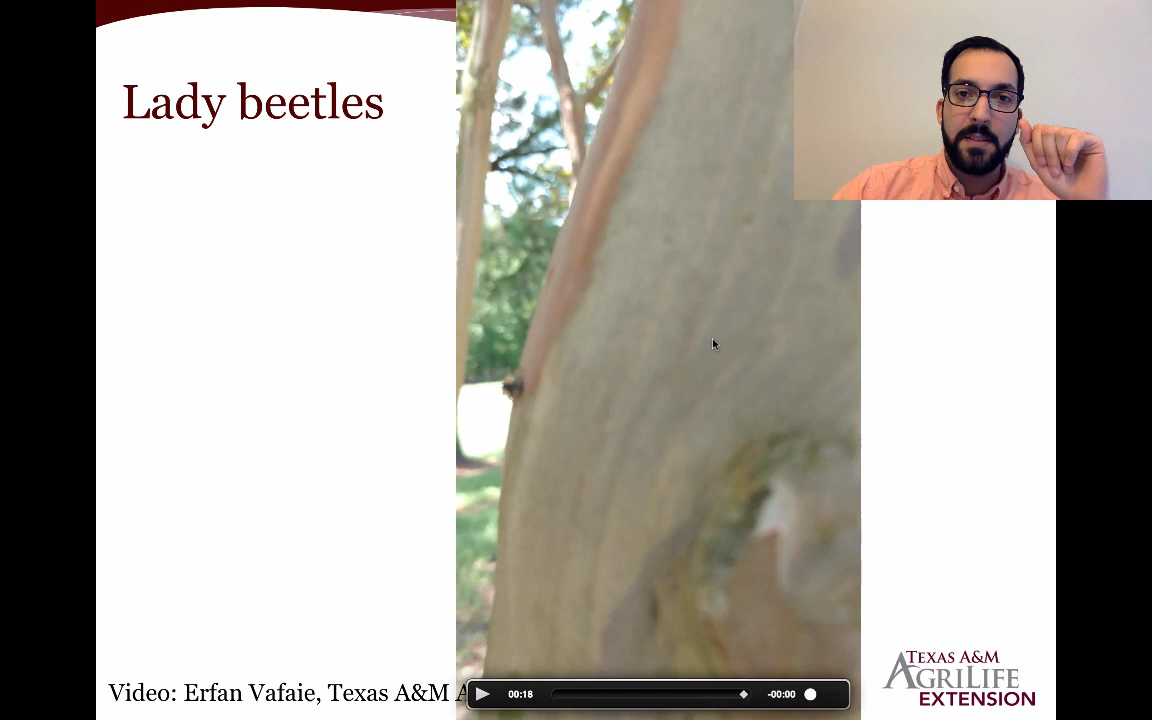 Lady beetles
Video: Erfan Vafaie, Texas A&M
00:18
-00:00
TEXAS A&M
AGRILIFE
EXTENSION